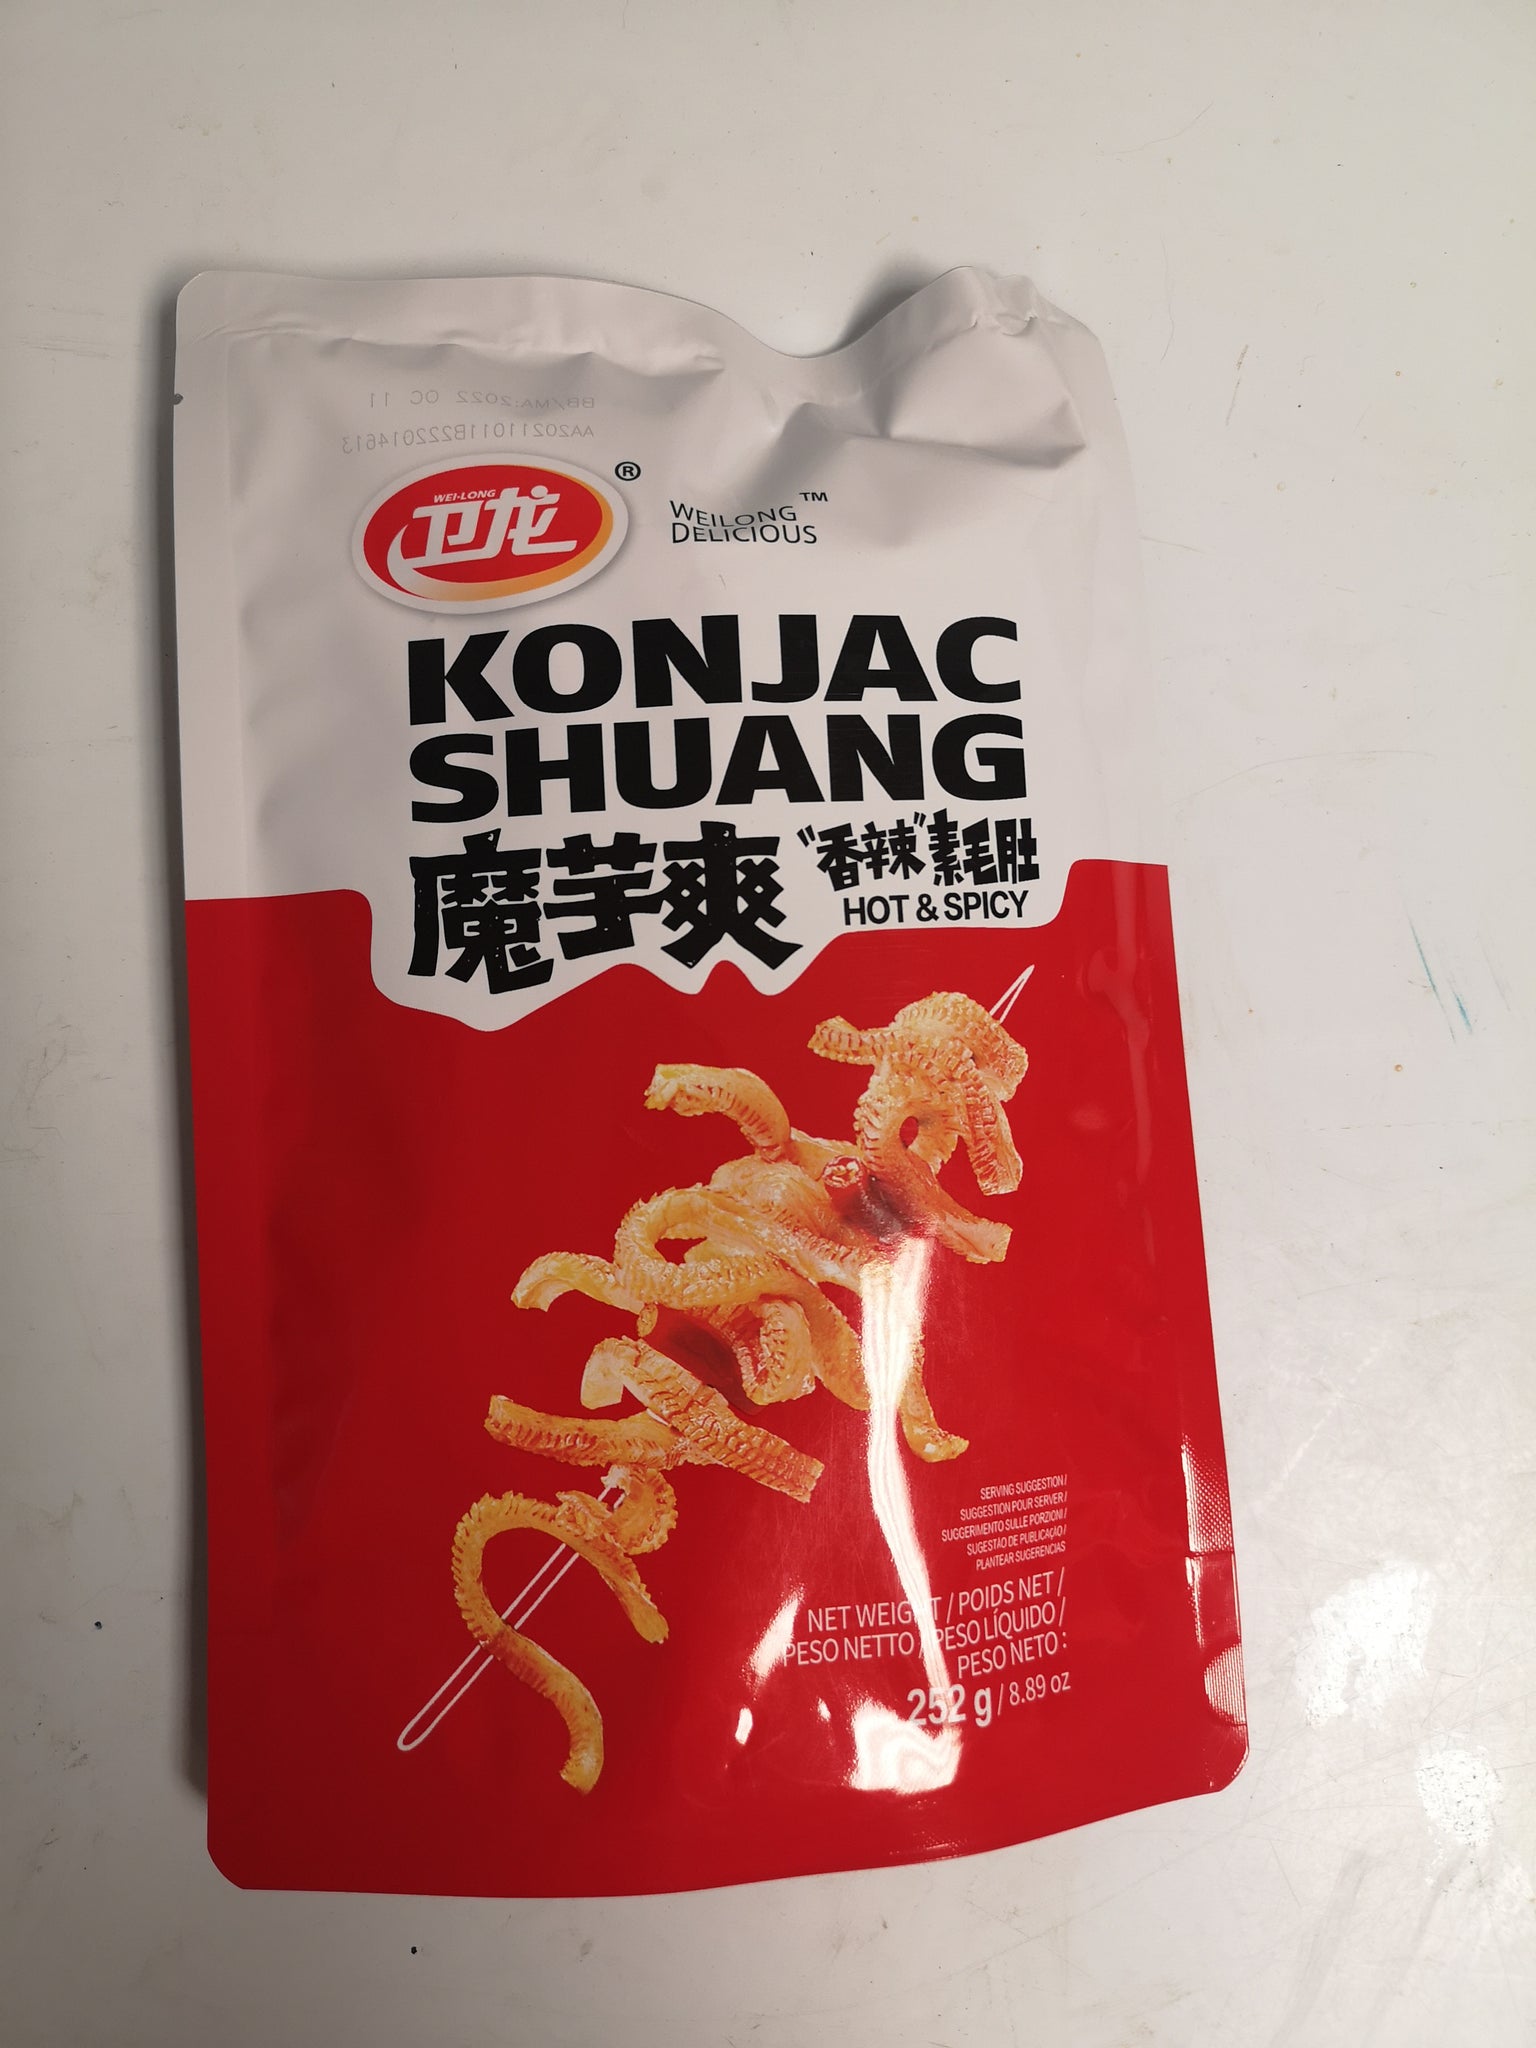 BB/MA:2022 OC 11
AA20211011B222014613
WEI-LONG
卫龙
®
WEILONG™
DELICIOUS
KONJAC
SHUANG
魔芋爽
"香辣"素毛肚
HOT & SPICY
SERVING SUGGESTION /
SUGGESTION POUR SERVER /
SUGGERIMENTO SULLE PORZIONI /
SUGESTÃO DE PUBLICAÇÃO /
PLANTEAR SUGERENCIAS
NET WEIGHT / POIDS NET /
PESO NETTO / PESO LÍQUIDO /
PESO NETO :
252 g / 8.89 oz